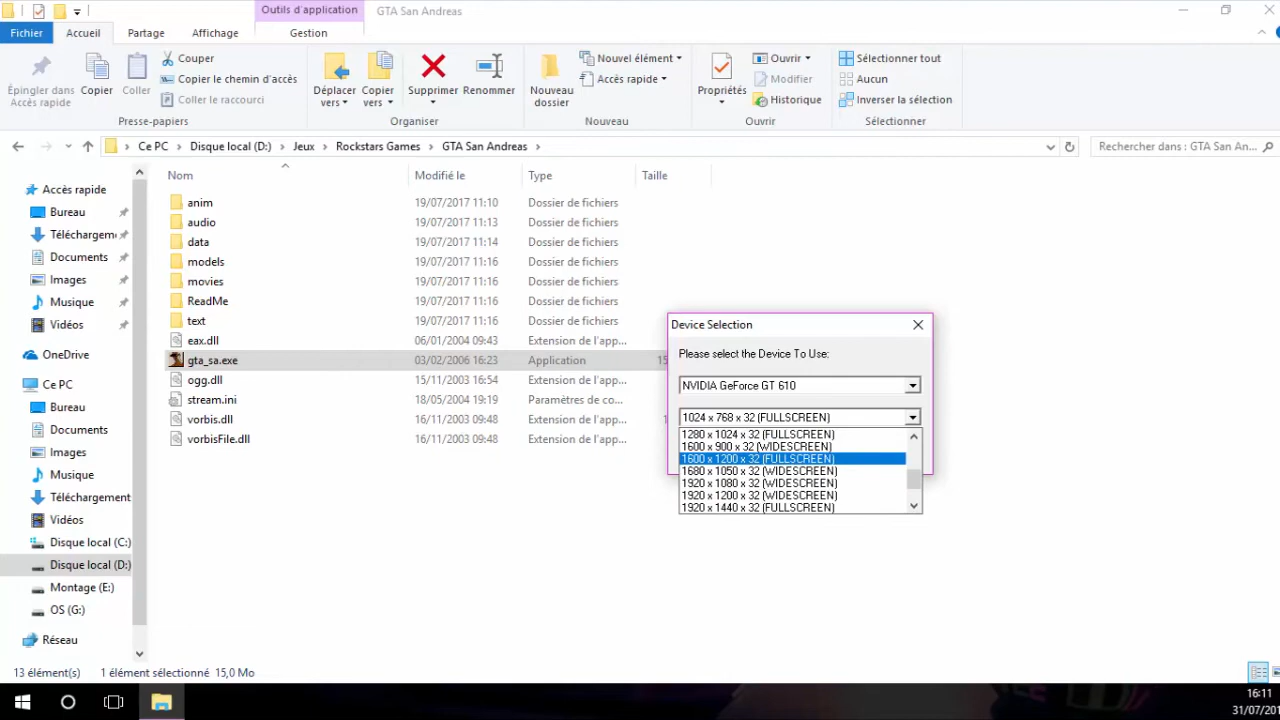 Outils d'application
GTA San Andreas
Fichier
Accueil
Partage
Affichage
Gestion
Épingler dans
Accès rapide
Copier
Coller
Couper
Copier le chemin d'accès
Coller le raccourci
Presse-papiers
Déplacer
vers
Copier
vers
Supprimer
Renommer
Organiser
Nouveau
dossier
Nouvel élément
Accès rapide
Nouveau
Propriétés
Ouvrir
Modifier
Historique
Ouvrir
Sélectionner tout
Aucun
Inverser la sélection
Sélectionner
Ce PC
Disque local (D:)
Jeux
Rockstars Games
GTA San Andreas
Rechercher dans : GTA San An...
Accès rapide
Bureau
Téléchargem
Documents
Images
Musique
Vidéos
OneDrive
Ce PC
Bureau
Documents
Images
Musique
Téléchargement
Vidéos
Disque local (C:)
Disque local (D:)
Montage (E:)
OS (G:)
Réseau
Nom Modifié le Type Taille
anim 19/07/2017 11:10 Dossier de fichiers
audio 19/07/2017 11:13 Dossier de fichiers
data 19/07/2017 11:14 Dossier de fichiers
models 19/07/2017 11:16 Dossier de fichiers
movies 19/07/2017 11:16 Dossier de fichiers
ReadMe 19/07/2017 11:16 Dossier de fichiers
text 19/07/2017 11:16 Dossier de fichiers
eax.dll 06/01/2004 09:43 Extension de l'app...
gta_sa.exe 03/02/2006 16:23 Application 15
ogg.dll 15/11/2003 16:54 Extension de l'app...
stream.ini 18/05/2004 19:19 Paramètres de co...
vorbis.dll 16/11/2003 09:48 Extension de l'app...
vorbisFile.dll 16/11/2003 09:48 Extension de l'app...
Device Selection
Please select the Device To Use:
NVIDIA GeForce GT 610
1024 x 768 x 32 (FULLSCREEN)
1280 x 1024 x 32 (FULLSCREEN)
1600 x 900 x 32 (WIDESCREEN)
1600 x 1200 x 32 (FULLSCREEN)
1680 x 1050 x 32 (WIDESCREEN)
1920 x 1080 x 32 (WIDESCREEN)
1920 x 1200 x 32 (WIDESCREEN)
1920 x 1440 x 32 (FULLSCREEN)
13 élément(s)
1 élément sélectionné 15,0 Mo
16:11
31/07/201